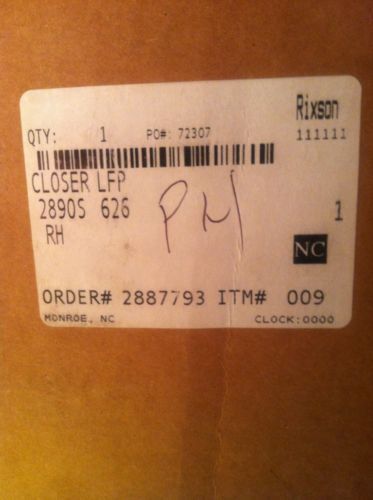 Rixson
QTY: 1 PO#: 72307 111111
CLOSER LFP
2890S 626 1
RH
NC
ORDER# 2887793 ITM# 009
MONROE, NC CLOCK:0000